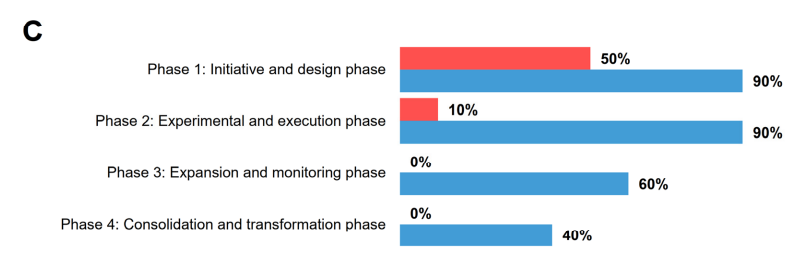 C
Phase 1: Initiative and design phase
50%
90%
Phase 2: Experimental and execution phase
10%
90%
Phase 3: Expansion and monitoring phase
0%
60%
Phase 4: Consolidation and transformation phase
0%
40%